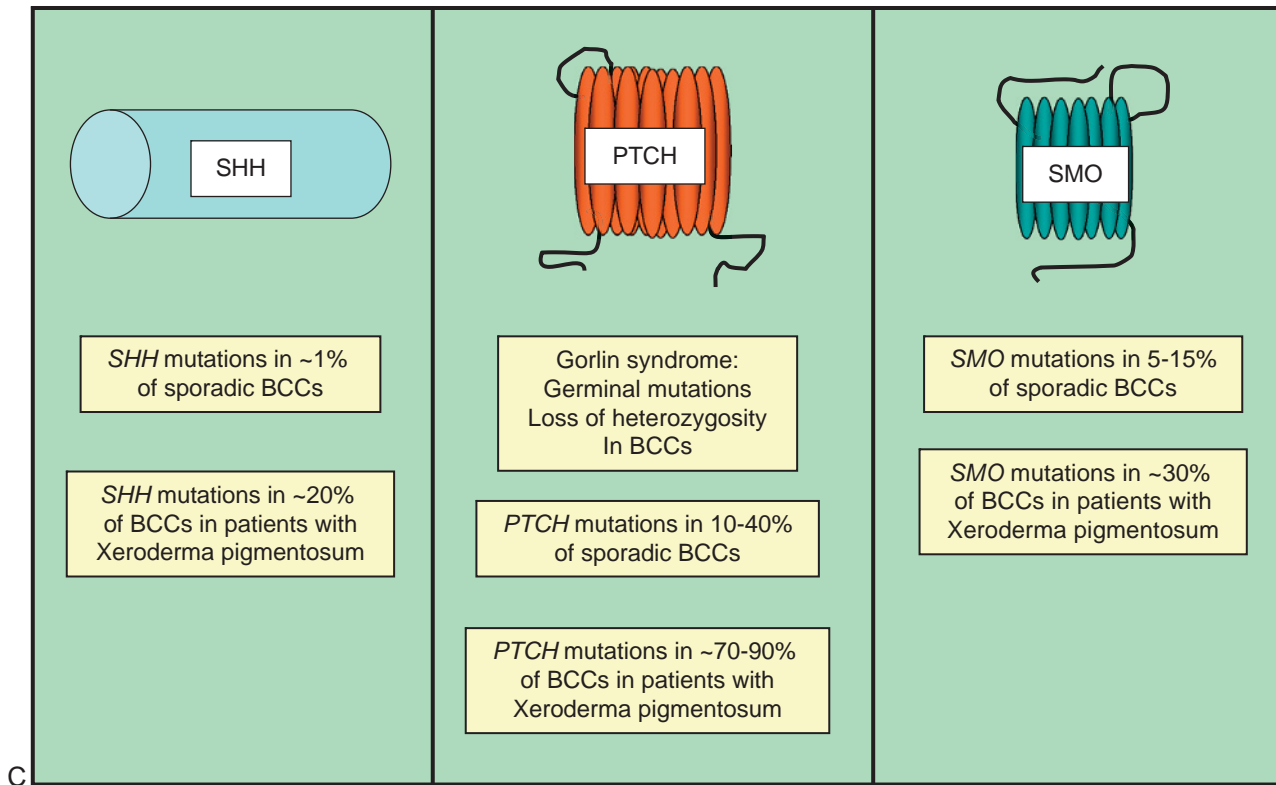 SHH
SHH mutations in ~1%
of sporadic BCCs
SHH mutations in ~20%
of BCCs in patients with
Xeroderma pigmentosum
PTCH
Gorlin syndrome:
Germinal mutations
Loss of heterozygosity
In BCCs
PTCH mutations in 10-40%
of sporadic BCCs
PTCH mutations in ~70-90%
of BCCs in patients with
Xeroderma pigmentosum
SMO
SMO mutations in 5-15%
of sporadic BCCs
SMO mutations in ~30%
of BCCs in patients with
Xeroderma pigmentosum
C